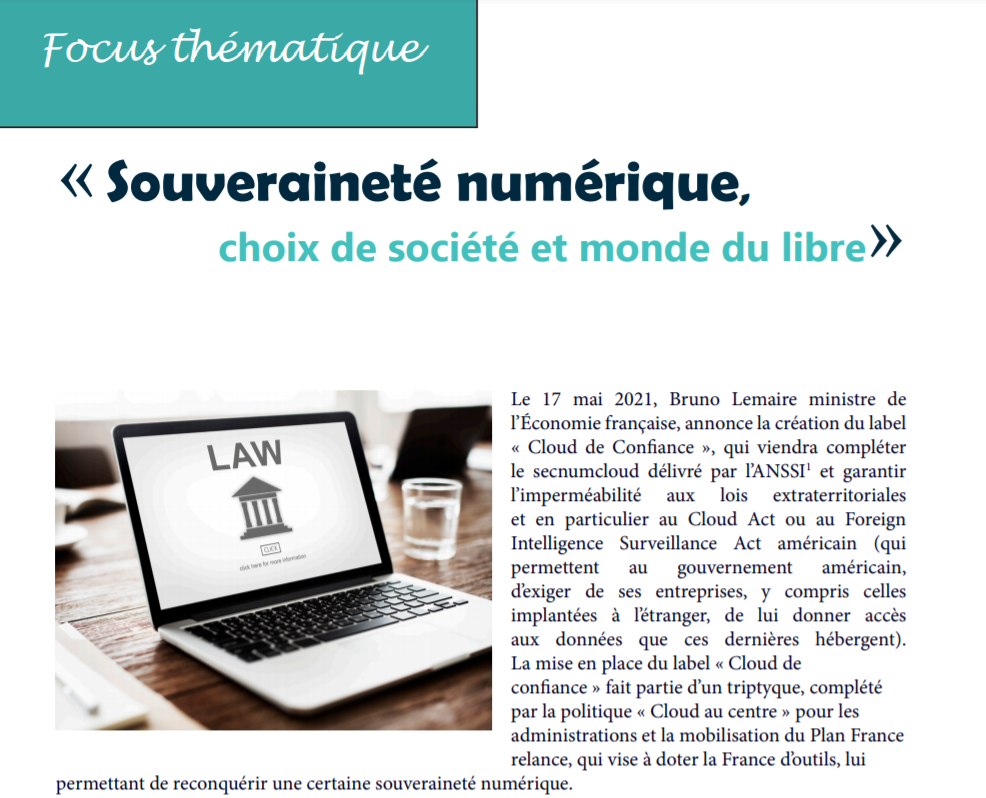 Focus thématique
« Souveraineté numérique,
choix de société et monde du libre»
LAW
CLICK
click here for more information
Le 17 mai 2021, Bruno Lemaire ministre de
l'Économie française, annonce la création du label
« Cloud de Confiance », qui viendra compléter
le secnumcloud délivré par l'ANSSI¹ et garantir
l'imperméabilité aux lois extraterritoriales
et en particulier au Cloud Act ou au Foreign
Intelligence Surveillance Act américain (qui
permettent au gouvernement américain,
d'exiger de ses entreprises, y compris celles
implantées à l'étranger, de lui donner accès
aux données que ces dernières hébergent).
La mise en place du label « Cloud de
confiance » fait partie d'un triptyque, complété
par la politique « Cloud au centre » pour les
administrations et la mobilisation du Plan France
relance, qui vise à doter la France d'outils, lui
permettant de reconquérir une certaine souveraineté numérique.